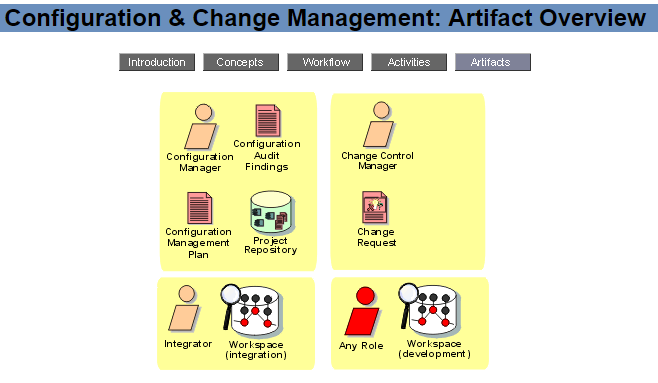 Configuration & Change Management: Artifact Overview
Introduction
Concepts
Workflow
Activities
Artifacts
Configuration
Manager
Configuration
Audit
Findings
Configuration
Management
Plan
Project
Repository
Change Control
Manager
Change
Request
Integrator
Workspace
(integration)
Any Role
Workspace
(development)